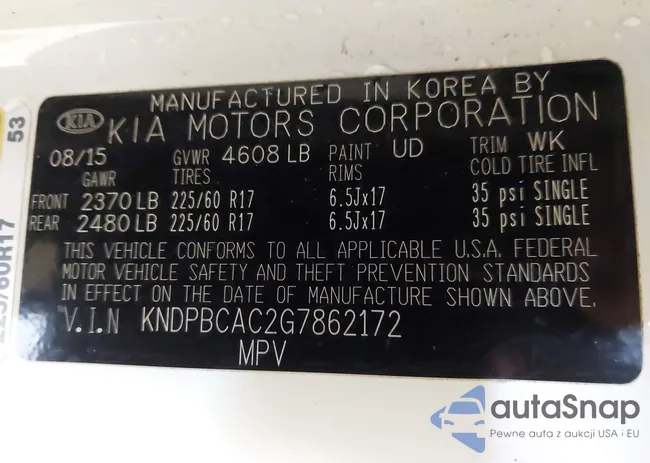 MANUFACTURED IN KOREA BY
KIA KIA MOTORS CORPORATION
08/15 GVWR 4608 LB PAINT UD TRIM WK
GAWR TIRES RIMS COLD TIRE INFL
FRONT 2370 LB 225/60 R17 6.5Jx17 35 psi SINGLE
REAR 2480 LB 225/60 R17 6.5Jx17 35 psi SINGLE
THIS VEHICLE CONFORMS TO ALL APPLICABLE U.S.A. FEDERAL
MOTOR VEHICLE SAFETY AND THEFT PREVENTION STANDARDS
IN EFFECT ON THE DATE OF MANUFACTURE SHOWN ABOVE.
V.I.N KNDPBCAC2G7862172
MPV
53
225/60R17
autaSnap
Pewne auta z aukcji USA i EU